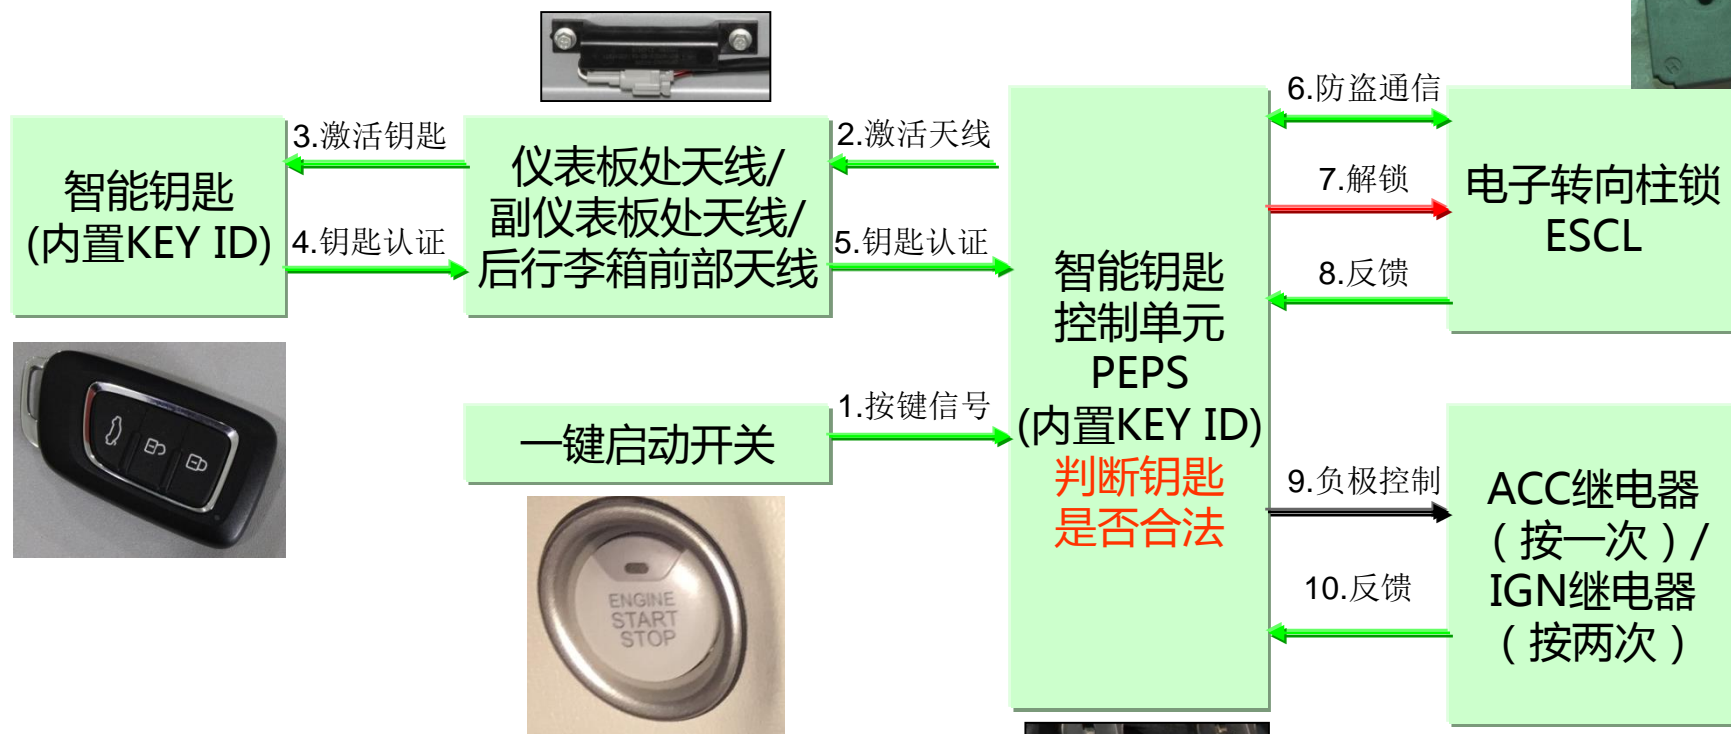 6.防盗通信
3.激活钥匙
2.激活天线
智能钥匙
(内置KEY ID)
仪表板处天线/
副仪表板处天线/
后行李箱前部天线
7.解锁
电子转向柱锁
ESCL
4.钥匙认证
5.钥匙认证
8.反馈
智能钥匙
控制单元
PEPS
(内置KEY ID)
判断钥匙
是否合法
1.按键信号
一键启动开关
9.负极控制
ACC继电器
（按一次）/
IGN继电器
（按两次）
10.反馈
ENGINE
START
STOP